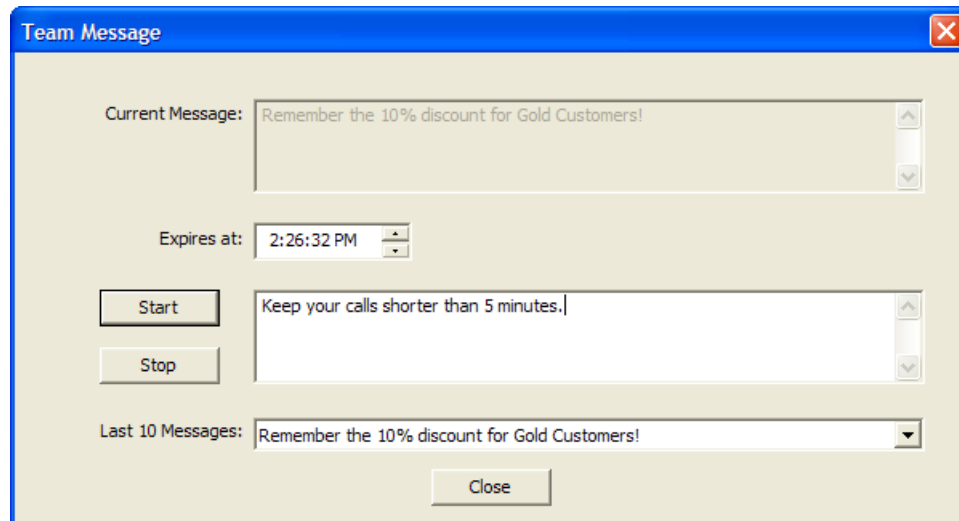 Team Message
Current Message: Remember the 10% discount for Gold Customers!
Expires at: 2:26:32 PM
Start Keep your calls shorter than 5 minutes.
Stop
Last 10 Messages: Remember the 10% discount for Gold Customers!
Close